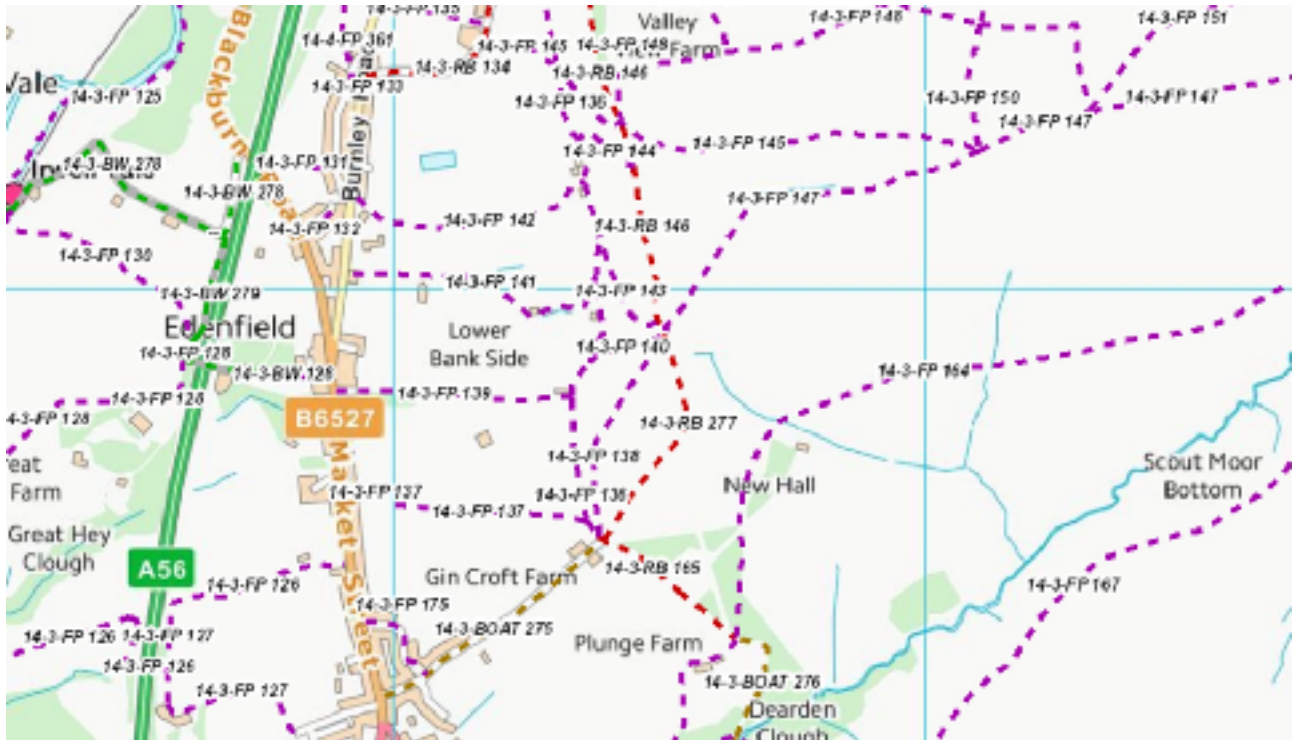 14-3-FP 135
Valley
14-3-FP 148
14-3-FP 151
Blackburn
14-4-FP 361
14-3-FP 145
14-3-FP 148
Farm
14-3-RB 134
14-3-RB 146
Vale
14-3-FP 125
14-3-FP 133
14-3-FP 136
14-3-FP 150
14-3-FP 147
14-3-FP 147
14-3-FP 145
14-3-FP 144
14-3-BW 278
14-3-FP 131
Burnley
14-3-BW 278
14-3-FP 147
Road
14-3-FP 132
14-3-FP 142
14-3-RB 146
14-3-FP 130
14-3-FP 141
14-3-BW 279
14-3-FP 143
Edenfield
Lower
Bank Side
14-3-FP 140
14-3-FP 128
14-3-BW 128
14-3-FP 164
14-3-FP 128
14-3-FP 139
4-3-FP 128
B6527
14-3-RB 277
Market Street
14-3-FP 138
reat
Farm
Scout Moor
Bottom
New Hall
14-3-FP 137
14-3-FP 136
14-3-FP 137
Great Hey
Clough
A56
14-3-FP 126
Gin Croft Farm
14-3-RB 165
14-3-FP 167
14-3-FP 175
14-3-BOAT 275
14-3-FP 126
14-3-FP 127
Plunge Farm
14-3-FP 126
14-3-FP 127
14-3-BOAT 276
Dearden
Clough